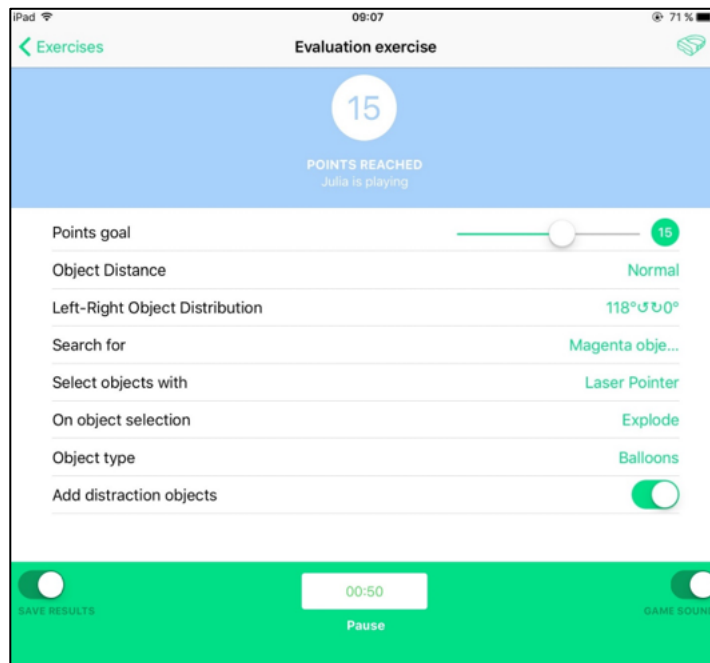 iPad 09:07 71 %
Exercises Evaluation exercise
15
POINTS REACHED
Julia is playing
Points goal 15
Object Distance Normal
Left-Right Object Distribution 118°↺↻0°
Search for Magenta obje...
Select objects with Laser Pointer
On object selection Explode
Object type Balloons
Add distraction objects
00:50
SAVE RESULTS GAME SOUN
Pause